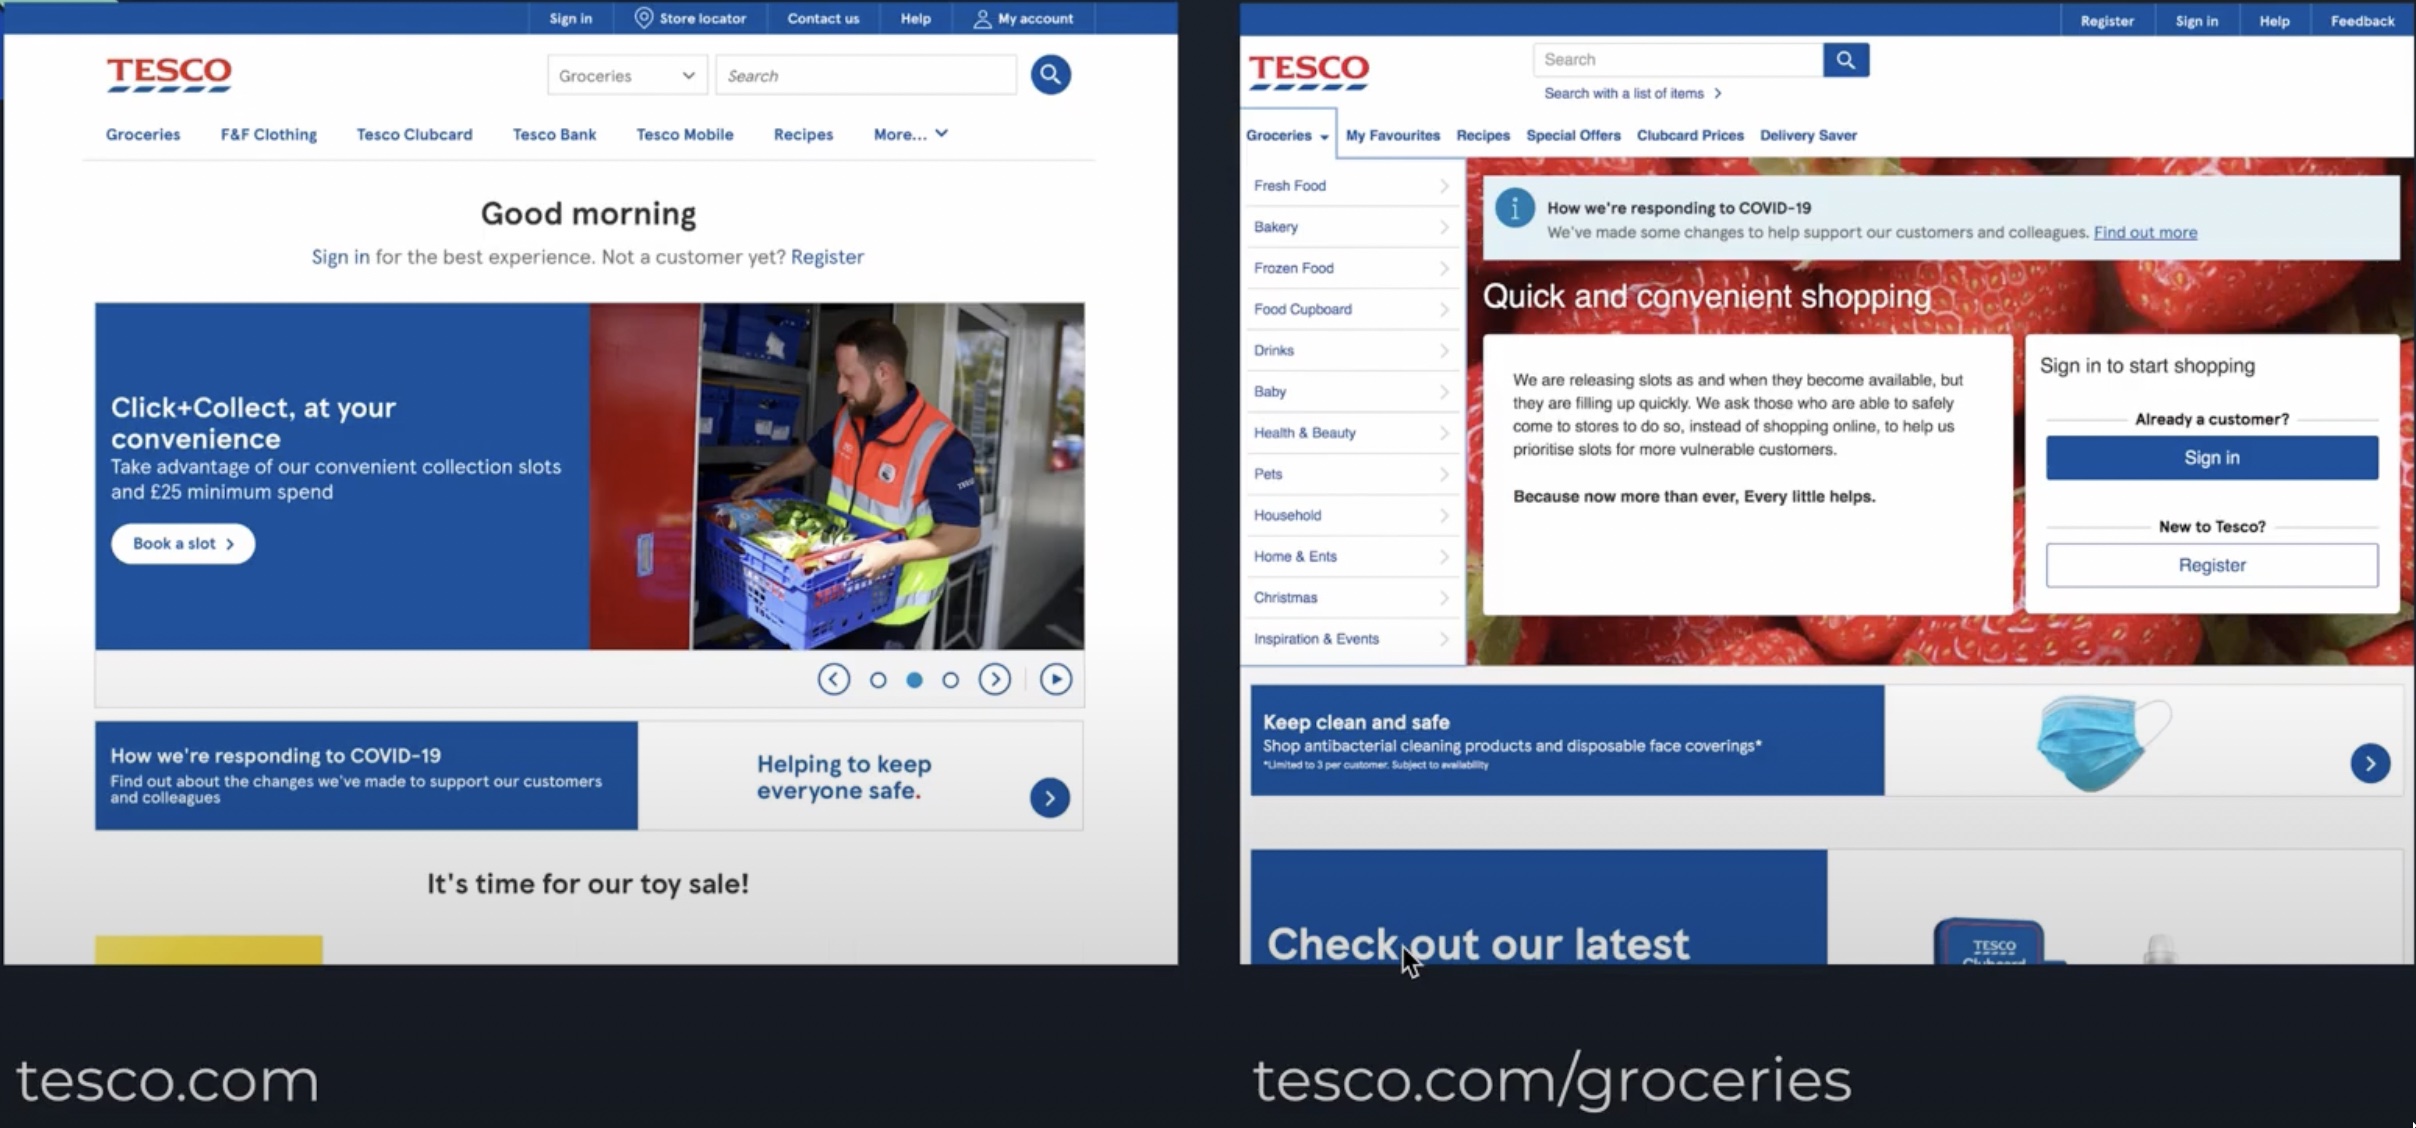 Sign in
Store locator
Contact us
Help
My account
TESCO
Groceries
Search
Groceries
F&F Clothing
Tesco Clubcard
Tesco Bank
Tesco Mobile
Recipes
More...
Good morning
Sign in for the best experience. Not a customer yet? Register
Click+Collect, at your
convenience
Take advantage of our convenient collection slots
and £25 minimum spend
Book a slot
How we're responding to COVID-19
Find out about the changes we've made to support our customers
and colleagues
Helping to keep
everyone safe.
It's time for our toy sale!
tesco.com
Register
Sign in
Help
Feedback
TESCO
Search
Search with a list of items
Groceries
My Favourites
Recipes
Special Offers
Clubcard Prices
Delivery Saver
Fresh Food
Bakery
Frozen Food
Food Cupboard
Drinks
Baby
Health & Beauty
Pets
Household
Home & Ents
Christmas
Inspiration & Events
How we're responding to COVID-19
We've made some changes to help support our customers and colleagues. Find out more
Quick and convenient shopping
We are releasing slots as and when they become available, but
they are filling up quickly. We ask those who are able to safely
come to stores to do so, instead of shopping online, to help us
prioritise slots for more vulnerable customers.
Because now more than ever, Every little helps.
Sign in to start shopping
Already a customer?
Sign in
New to Tesco?
Register
Keep clean and safe
Shop antibacterial cleaning products and disposable face coverings*
*Limited to 3 per customer. Subject to availability
Check out our latest
TESCO
Clubcard
tesco.com/groceries